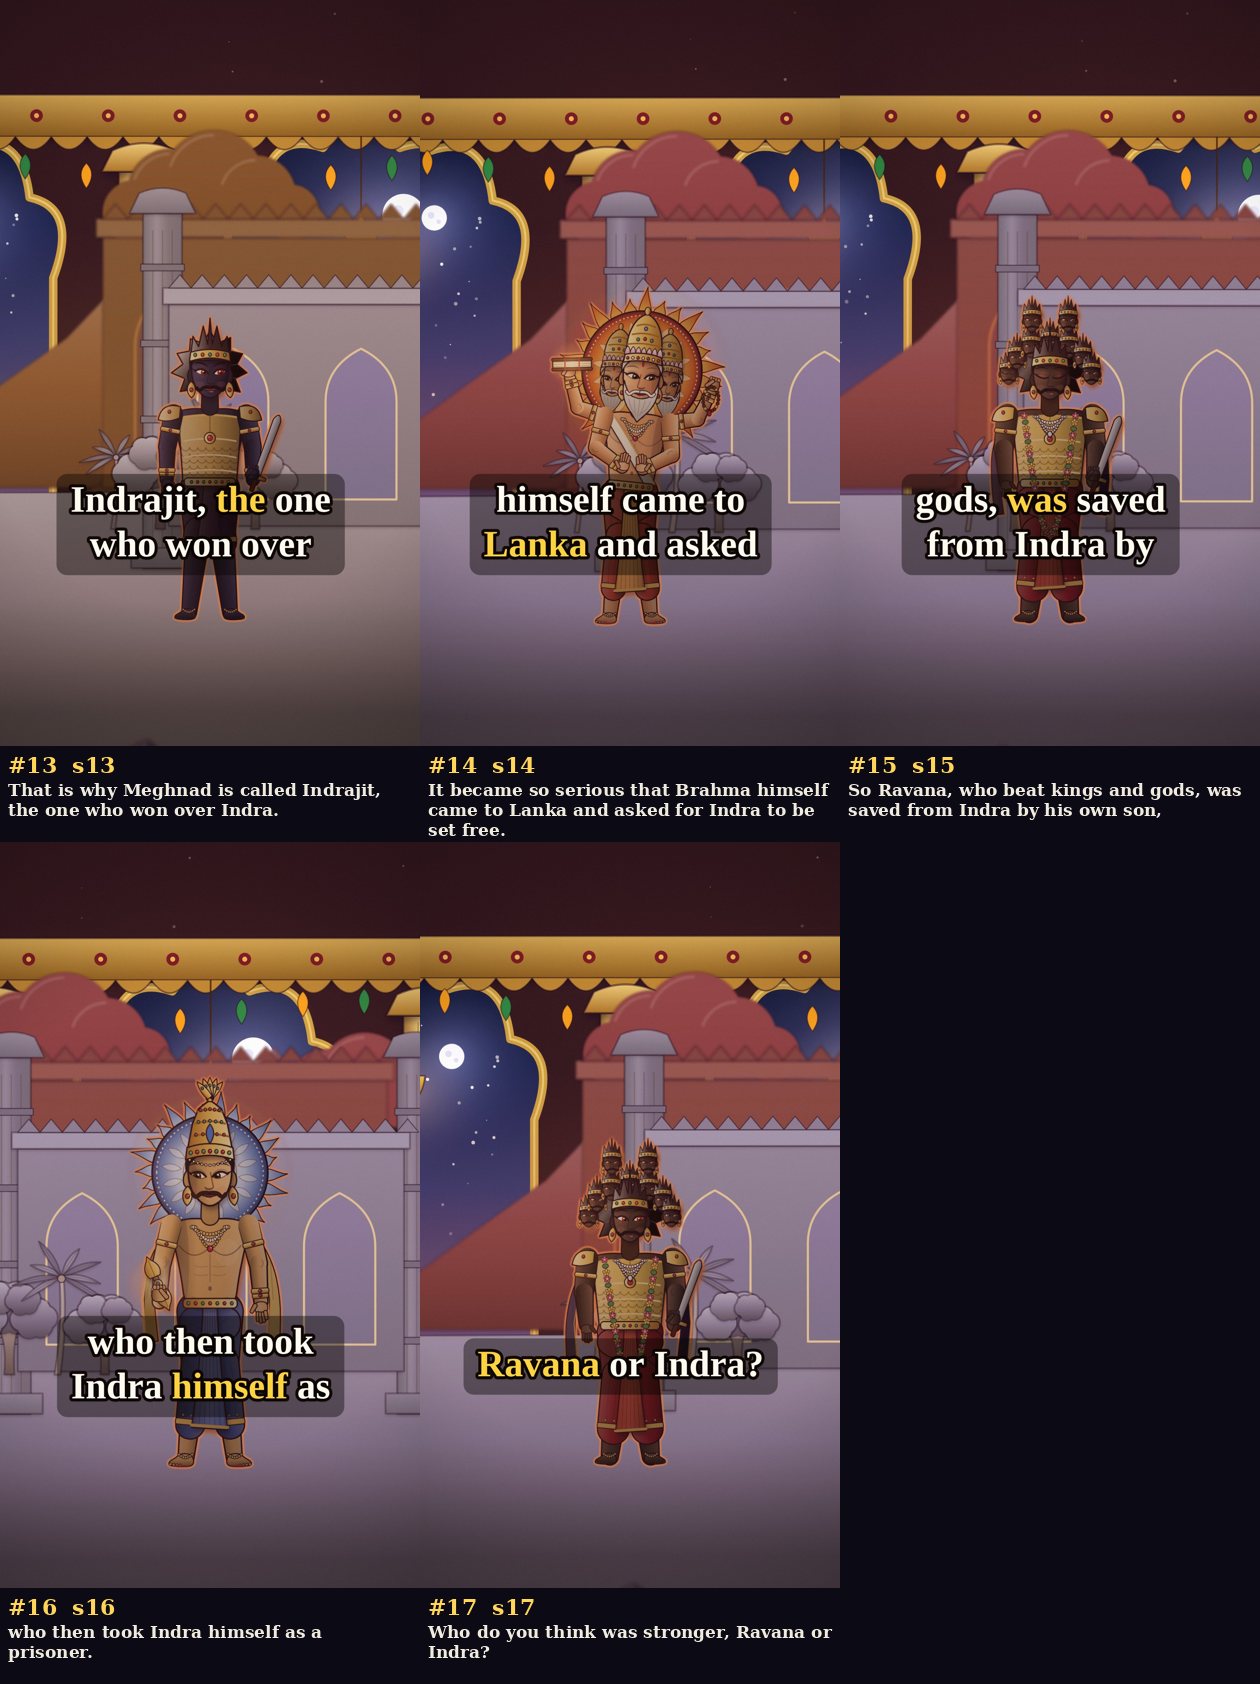 Indrajit, the one
who won over
#13 s13
That is why Meghnad is called Indrajit,
the one who won over Indra.
himself came to
Lanka and asked
#14 s14
It became so serious that Brahma himself
came to Lanka and asked for Indra to be
set free.
gods, was saved
from Indra by
#15 s15
So Ravana, who beat kings and gods, was
saved from Indra by his own son,
who then took
Indra himself as
#16 s16
who then took Indra himself as a
prisoner.
Ravana or Indra?
#17 s17
Who do you think was stronger, Ravana or
Indra?